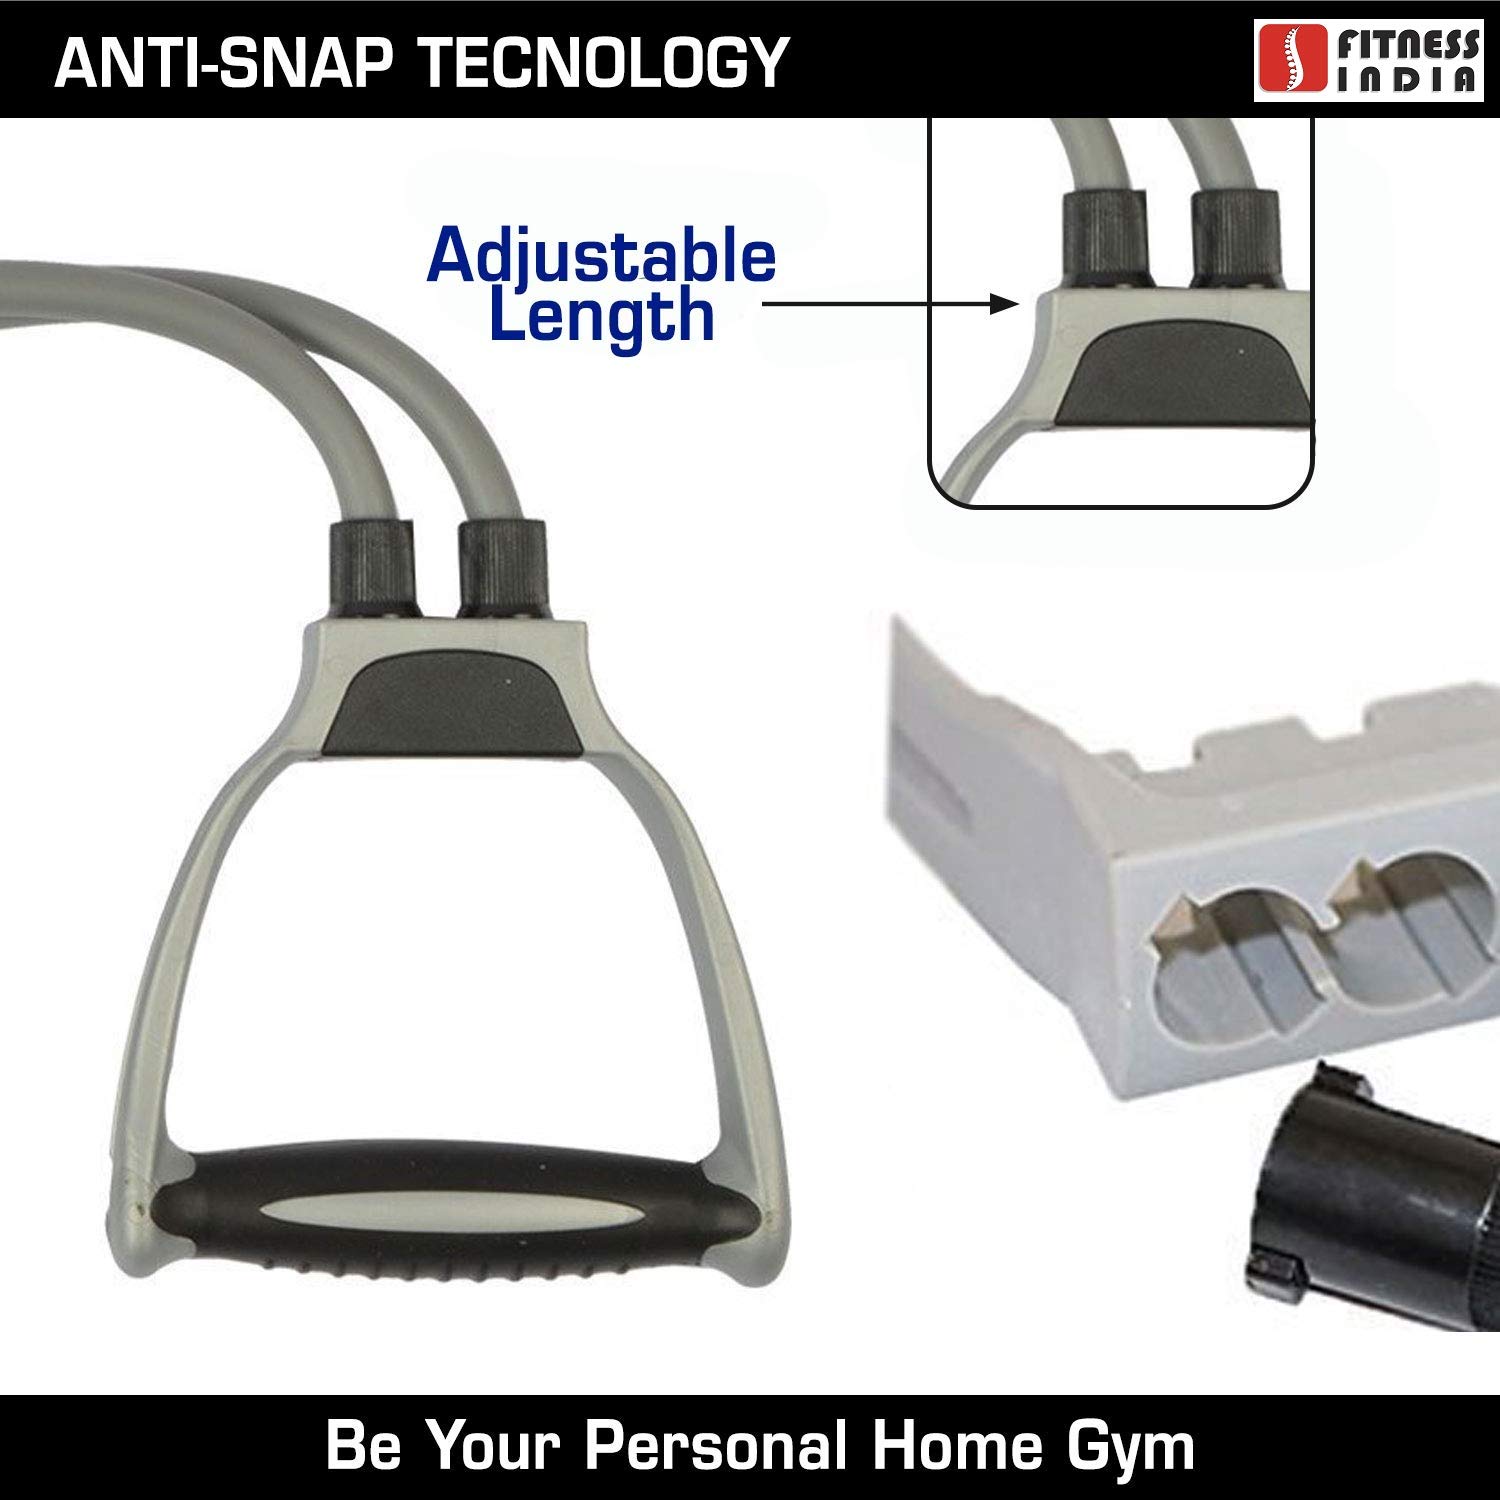 ANTI-SNAP TECNOLOGY
FITNESS
INDIA
Adjustable
Length
Be Your Personal Home Gym